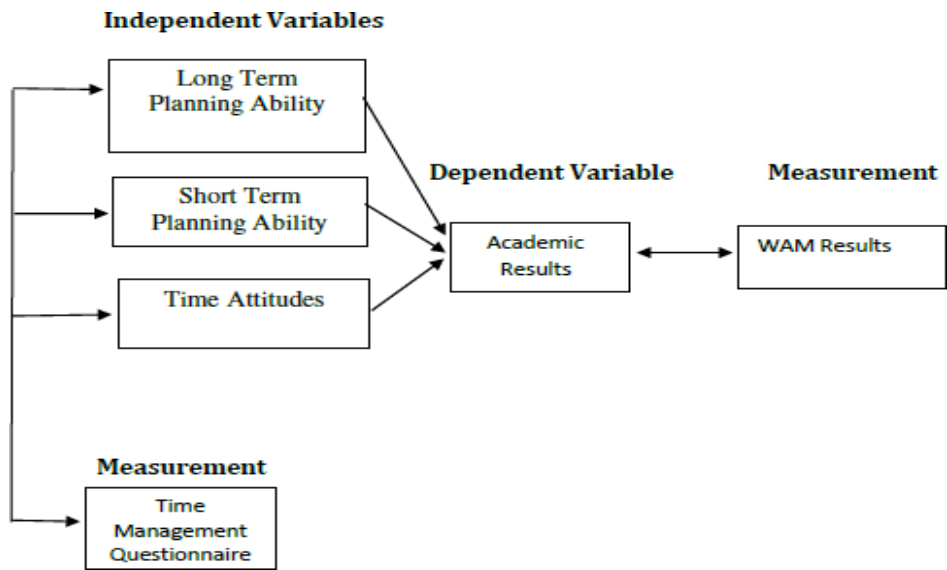 Independent Variables
Long Term
Planning Ability
Short Term
Planning Ability
Time Attitudes
Dependent Variable
Academic
Results
Measurement
WAM Results
Measurement
Time
Management
Questionnaire